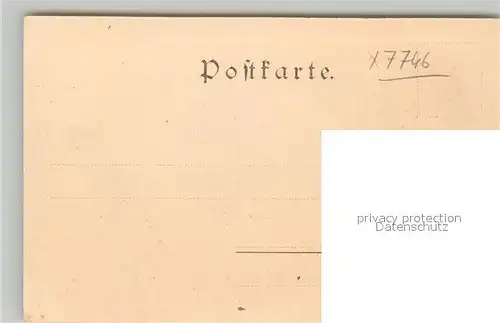 Postkarte.
X7746
privacy protection
Datenschutz